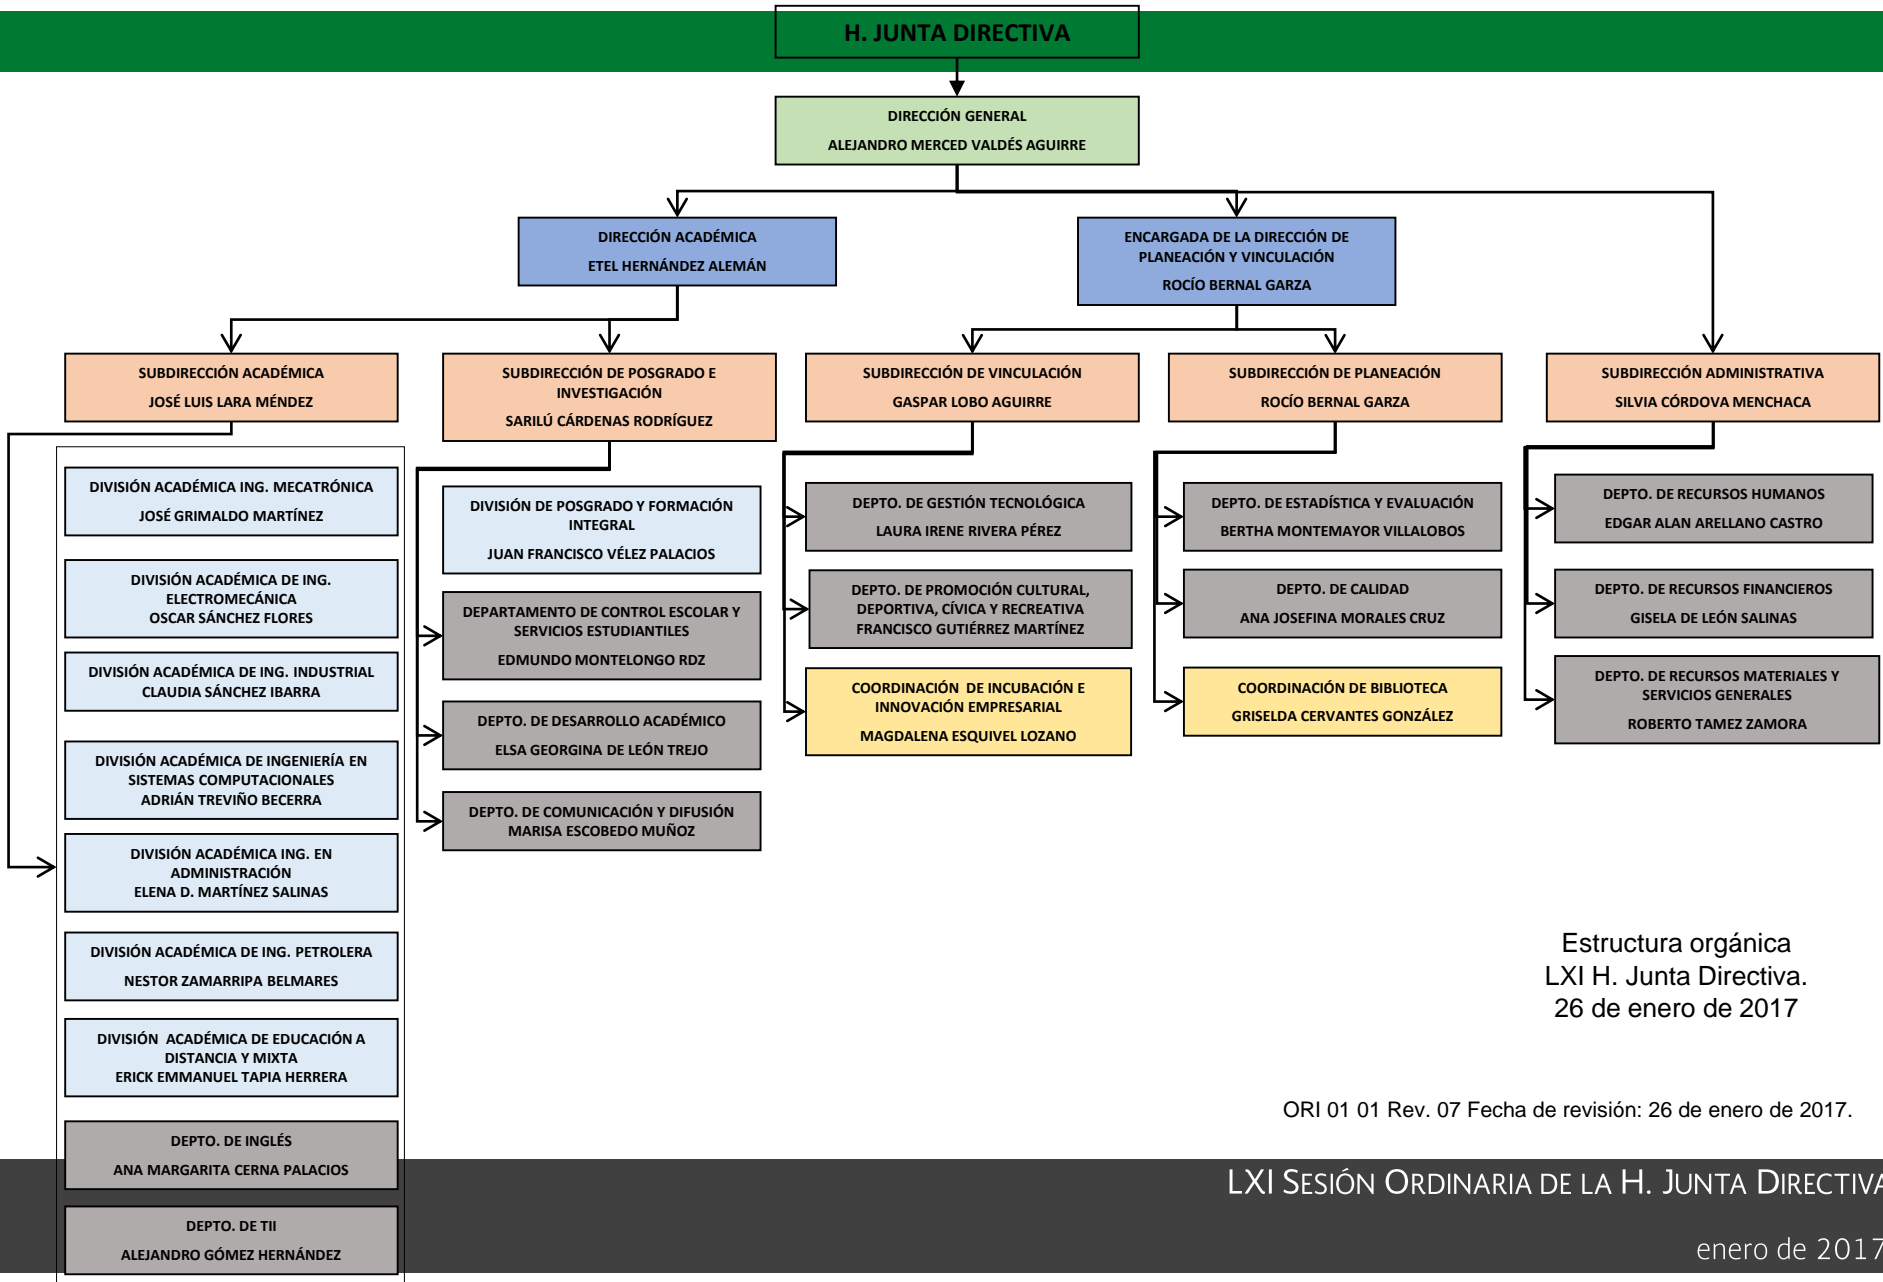 H. JUNTA DIRECTIVA
DIRECCIÓN GENERAL
ALEJANDRO MERCED VALDÉS AGUIRRE
DIRECCIÓN ACADÉMICA
ETEL HERNÁNDEZ ALEMÁN
ENCARGADA DE LA DIRECCIÓN DE
PLANEACIÓN Y VINCULACIÓN
ROCÍO BERNAL GARZA
SUBDIRECCIÓN ACADÉMICA
JOSÉ LUIS LARA MÉNDEZ
SUBDIRECCIÓN DE POSGRADO E
INVESTIGACIÓN
SARILÚ CÁRDENAS RODRÍGUEZ
SUBDIRECCIÓN DE VINCULACIÓN
GASPAR LOBO AGUIRRE
SUBDIRECCIÓN DE PLANEACIÓN
ROCÍO BERNAL GARZA
SUBDIRECCIÓN ADMINISTRATIVA
SILVIA CÓRDOVA MENCHACA
DIVISIÓN ACADÉMICA ING. MECATRÓNICA
JOSÉ GRIMALDO MARTÍNEZ
DIVISIÓN ACADÉMICA DE ING.
ELECTROMECÁNICA
OSCAR SÁNCHEZ FLORES
DIVISIÓN ACADÉMICA DE ING. INDUSTRIAL
CLAUDIA SÁNCHEZ IBARRA
DIVISIÓN ACADÉMICA DE INGENIERÍA EN
SISTEMAS COMPUTACIONALES
ADRIÁN TREVIÑO BECERRA
DIVISIÓN ACADÉMICA ING. EN
ADMINISTRACIÓN
ELENA D. MARTÍNEZ SALINAS
DIVISIÓN ACADÉMICA DE ING. PETROLERA
NESTOR ZAMARRIPA BELMARES
DIVISIÓN ACADÉMICA DE EDUCACIÓN A
DISTANCIA Y MIXTA
ERICK EMMANUEL TAPIA HERRERA
DEPTO. DE INGLÉS
ANA MARGARITA CERNA PALACIOS
DEPTO. DE TII
ALEJANDRO GÓMEZ HERNÁNDEZ
DIVISIÓN DE POSGRADO Y FORMACIÓN
INTEGRAL
JUAN FRANCISCO VÉLEZ PALACIOS
DEPARTAMENTO DE CONTROL ESCOLAR Y
SERVICIOS ESTUDIANTILES
EDMUNDO MONTELONGO RDZ
DEPTO. DE DESARROLLO ACADÉMICO
ELSA GEORGINA DE LEÓN TREJO
DEPTO. DE COMUNICACIÓN Y DIFUSIÓN
MARISA ESCOBEDO MUÑOZ
DEPTO. DE GESTIÓN TECNOLÓGICA
LAURA IRENE RIVERA PÉREZ
DEPTO. DE PROMOCIÓN CULTURAL,
DEPORTIVA, CÍVICA Y RECREATIVA
FRANCISCO GUTIÉRREZ MARTÍNEZ
COORDINACIÓN DE INCUBACIÓN E
INNOVACIÓN EMPRESARIAL
MAGDALENA ESQUIVEL LOZANO
DEPTO. DE ESTADÍSTICA Y EVALUACIÓN
BERTHA MONTEMAYOR VILLALOBOS
DEPTO. DE CALIDAD
ANA JOSEFINA MORALES CRUZ
COORDINACIÓN DE BIBLIOTECA
GRISELDA CERVANTES GONZÁLEZ
DEPTO. DE RECURSOS HUMANOS
EDGAR ALAN ARELLANO CASTRO
DEPTO. DE RECURSOS FINANCIEROS
GISELA DE LEÓN SALINAS
DEPTO. DE RECURSOS MATERIALES Y
SERVICIOS GENERALES
ROBERTO TAMEZ ZAMORA
Estructura orgánica
LXI H. Junta Directiva.
26 de enero de 2017
ORI 01 01 Rev. 07 Fecha de revisión: 26 de enero de 2017.
LXI SESIÓN ORDINARIA DE LA H. JUNTA DIRECTIVA
enero de 2017